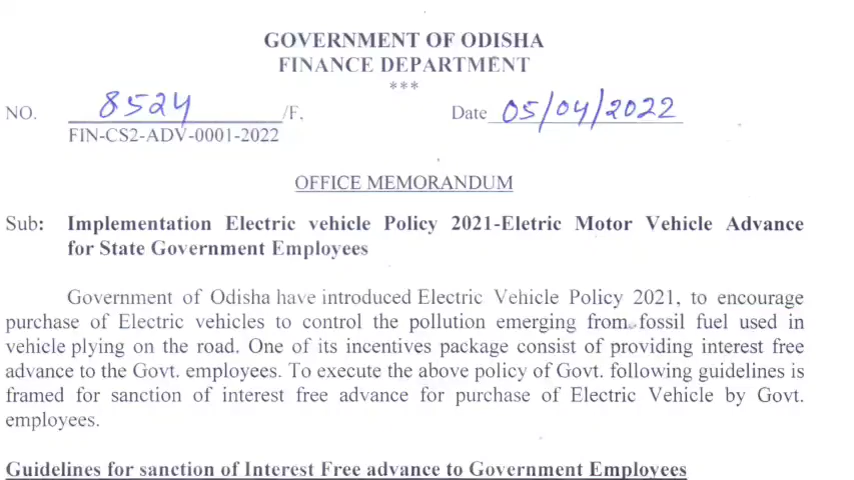 GOVERNMENT OF ODISHA
FINANCE DEPARTMENT
***
NO. 8524 /F, Date 05/04/2022
FIN-CS2-ADV-0001-2022
OFFICE MEMORANDUM
Sub: Implementation Electric vehicle Policy 2021-Eletric Motor Vehicle Advance
for State Government Employees
Government of Odisha have introduced Electric Vehicle Policy 2021, to encourage
purchase of Electric vehicles to control the pollution emerging from fossil fuel used in
vehicle plying on the road. One of its incentives package consist of providing interest free
advance to the Govt. employees. To execute the above policy of Govt. following guidelines is
framed for sanction of interest free advance for purchase of Electric Vehicle by Govt.
employees.
Guidelines for sanction of Interest Free advance to Government Employees